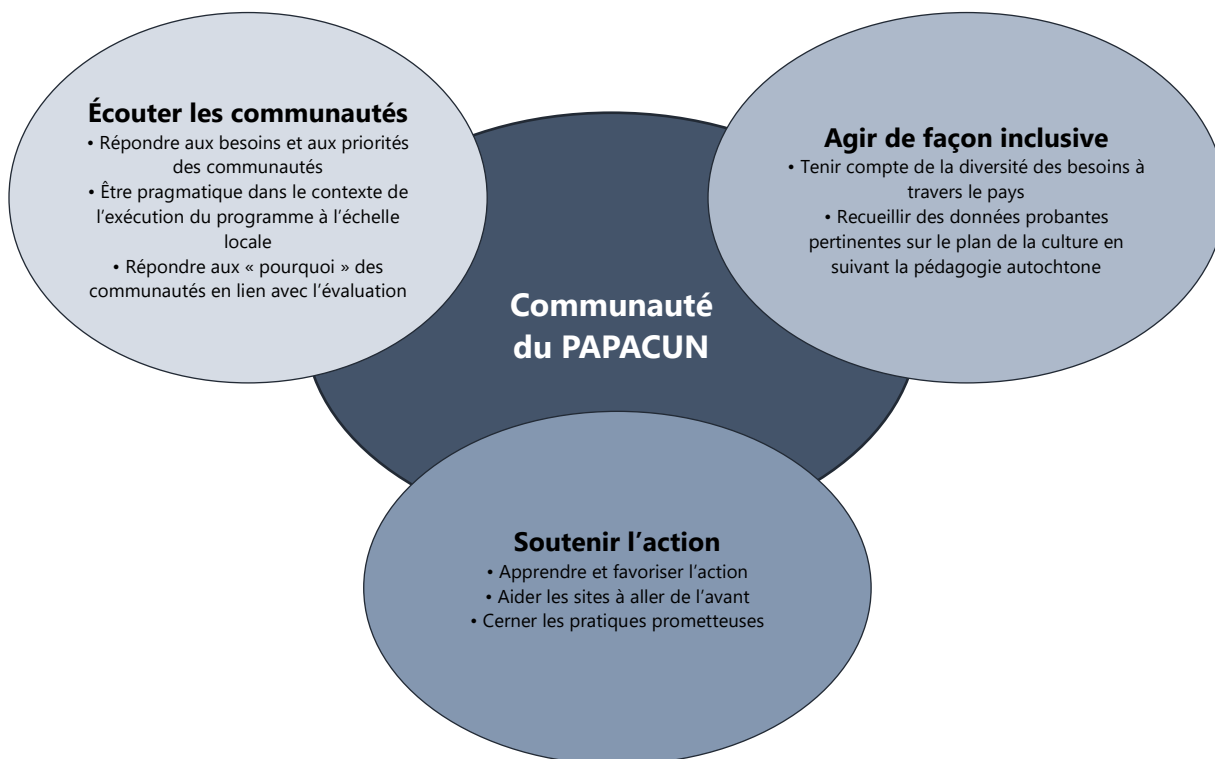 Écouter les communautés
• Répondre aux besoins et aux priorités
des communautés
• Être pragmatique dans le contexte de
l’exécution du programme à l’échelle
locale
• Répondre aux « pourquoi » des
communautés en lien avec l’évaluation
Agir de façon inclusive
• Tenir compte de la diversité des besoins à
travers le pays
• Recueillir des données probantes
pertinentes sur le plan de la culture en
suivant la pédagogie autochtone
Communauté
du PAPACUN
Soutenir l’action
• Apprendre et favoriser l’action
• Aider les sites à aller de l’avant
• Cerner les pratiques prometteuses